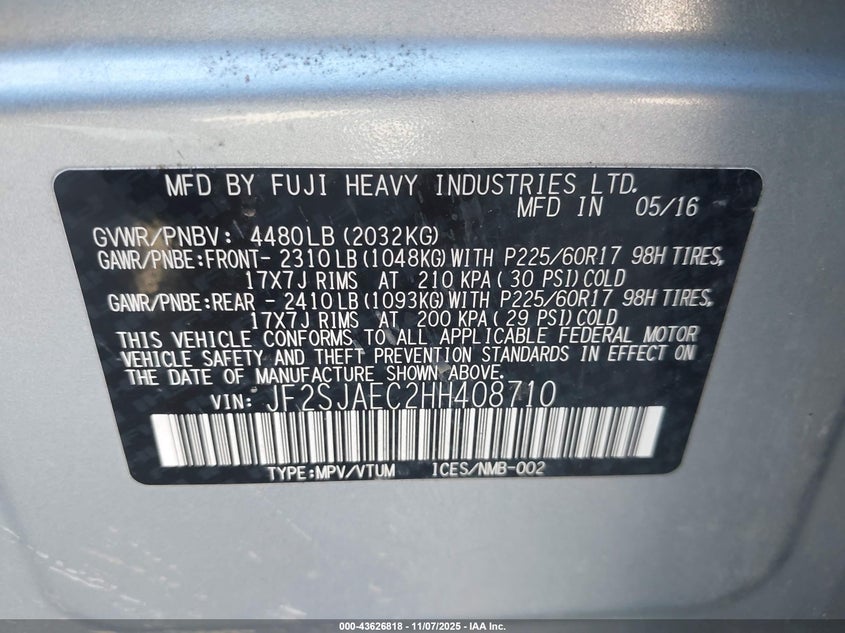 MFD BY FUJI HEAVY INDUSTRIES LTD.
MFD IN 05/16
GVWR/PNBV: 4480LB (2032KG)
GAWR/PNBE:FRONT- 2310LB (1048KG) WITH P225/60R17 98H TIRES,
17X7J RIMS AT 210 KPA ( 30 PSI) COLD
GAWR/PNBE:REAR - 2410LB (1093KG) WITH P225/60R17 98H TIRES,
17X7J RIMS AT 200 KPA ( 29 PSI) COLD
THIS VEHICLE CONFORMS TO ALL APPLICABLE FEDERAL MOTOR
VEHICLE SAFETY AND THEFT PREVENTION STANDARDS IN EFFECT ON
THE DATE OF MANUFACTURE SHOWN ABOVE.
VIN: JF2SJAEC2HH408710
TYPE:MPV/VTUM ICES/NMB-002
000-43626818 - 11/07/2025 - IAA Inc.